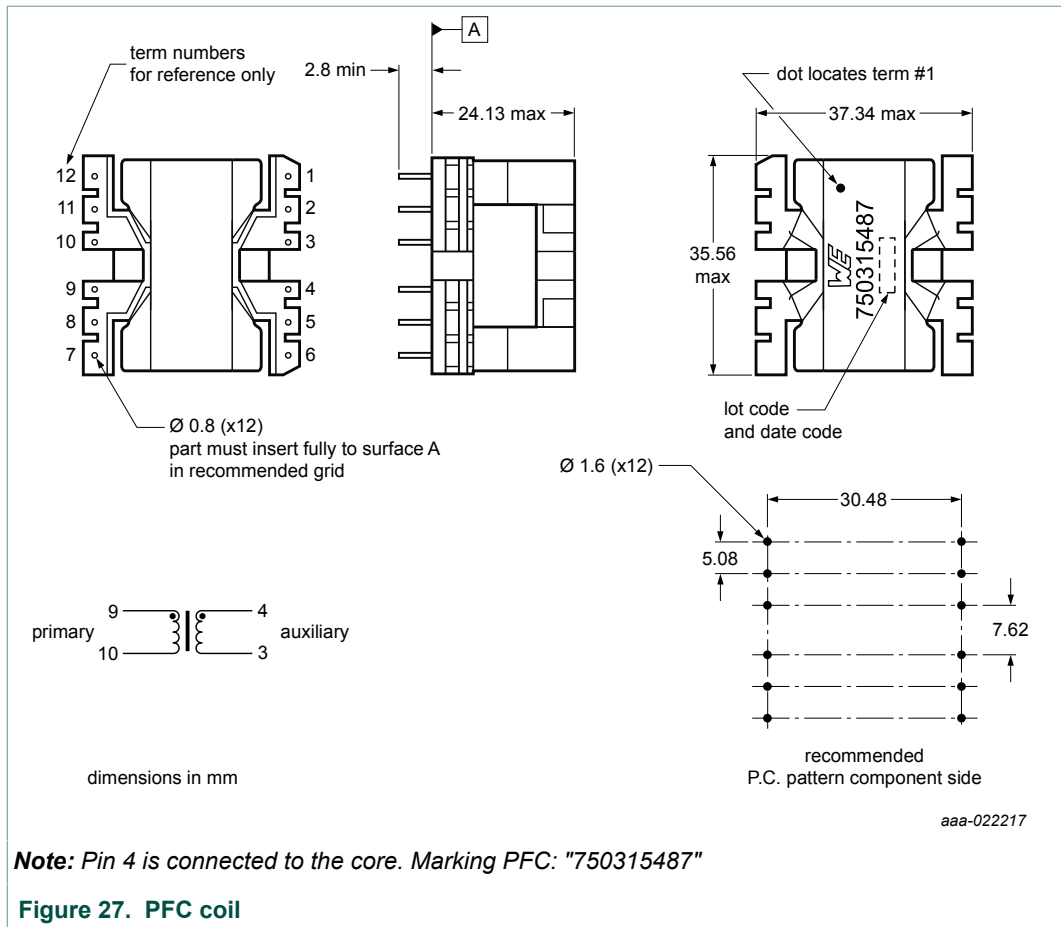 A
term numbers
for reference only
2.8 min
24.13 max
dot locates term #1
37.34 max
12
11
10
9
8
7
1
2
3
4
5
6
35.56
max
WE
750315487
lot code
and date code
Ø 0.8 (x12)
part must insert fully to surface A
in recommended grid
Ø 1.6 (x12)
30.48
5.08
7.62
primary
9
10
4
3
auxiliary
recommended
P.C. pattern component side
dimensions in mm
aaa-022217
Note: Pin 4 is connected to the core. Marking PFC: "750315487"
Figure 27. PFC coil